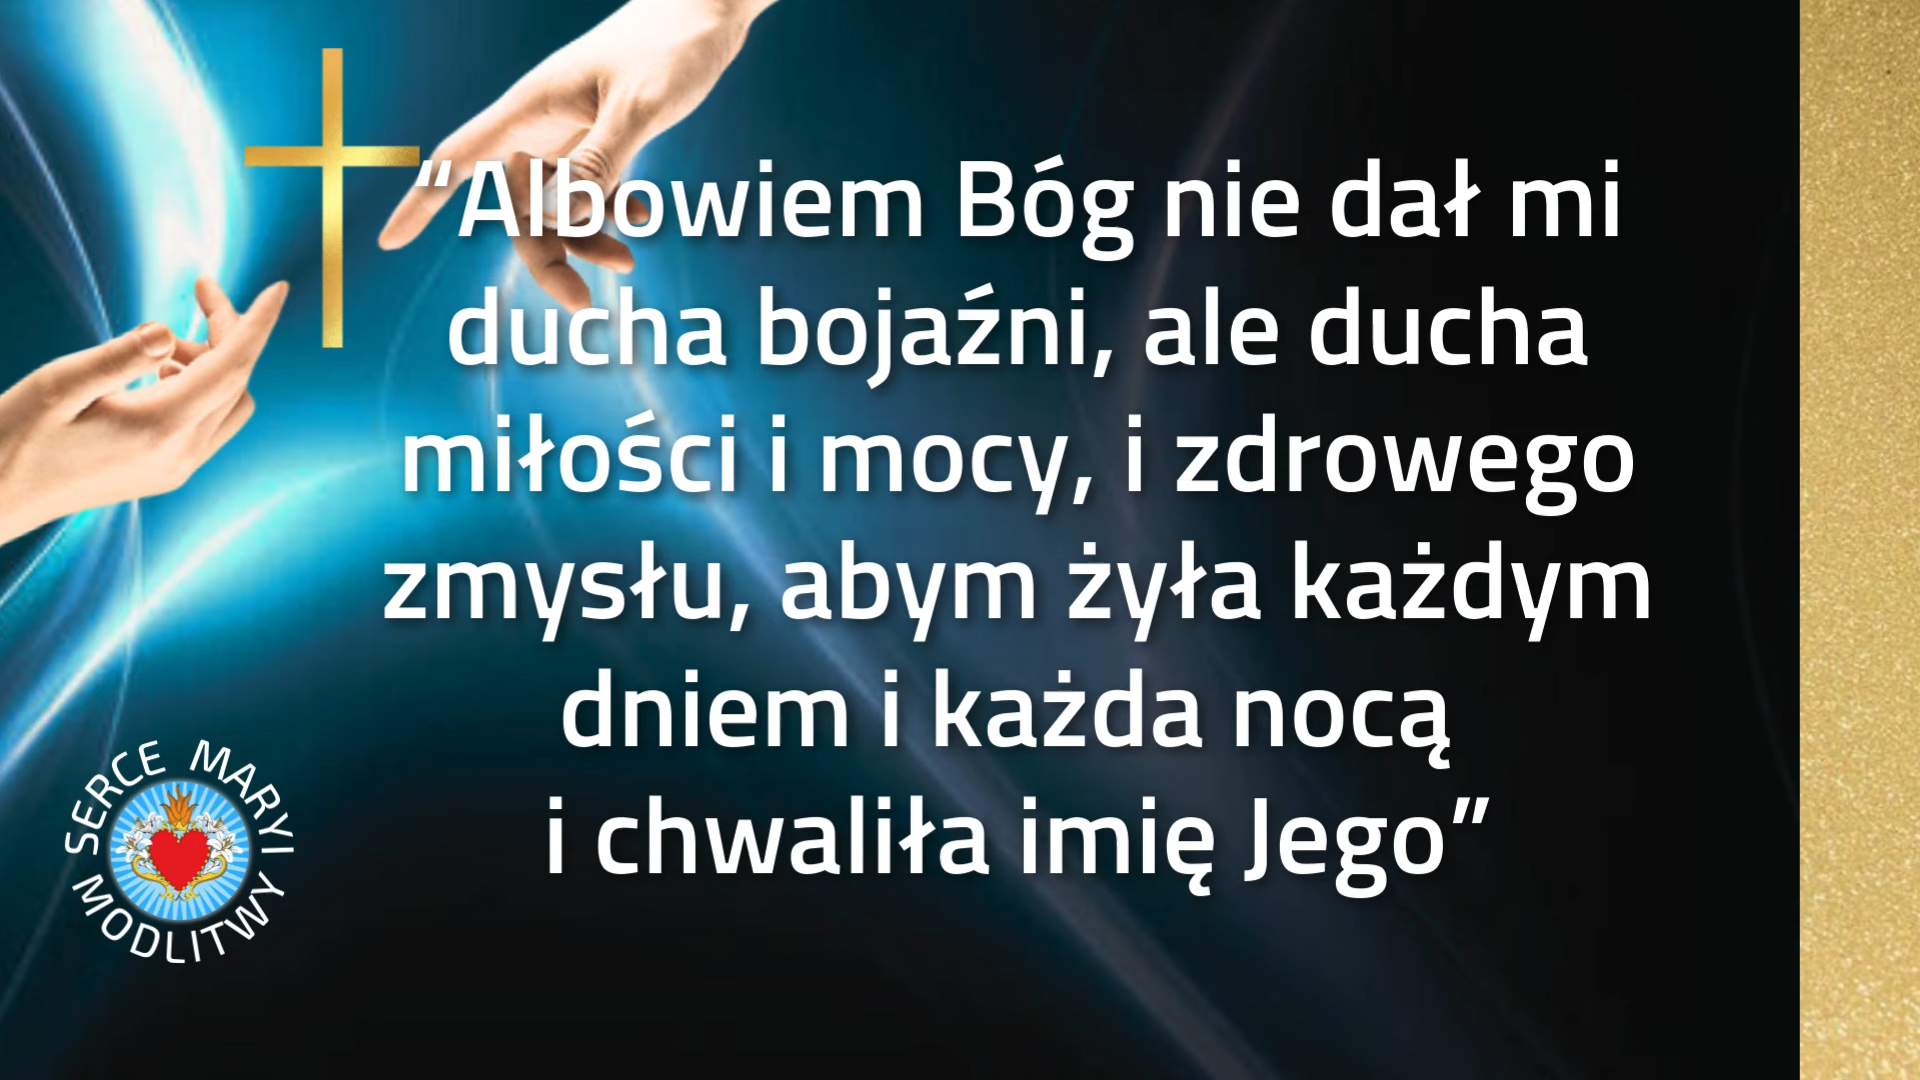 “Albowiem Bóg nie dał mi
ducha bojaźni, ale ducha
miłości i mocy, i zdrowego
zmysłu, abym żyła każdym
dniem i każda nocą
i chwaliła imię Jego”
SERCE MARYI
MODLITWY